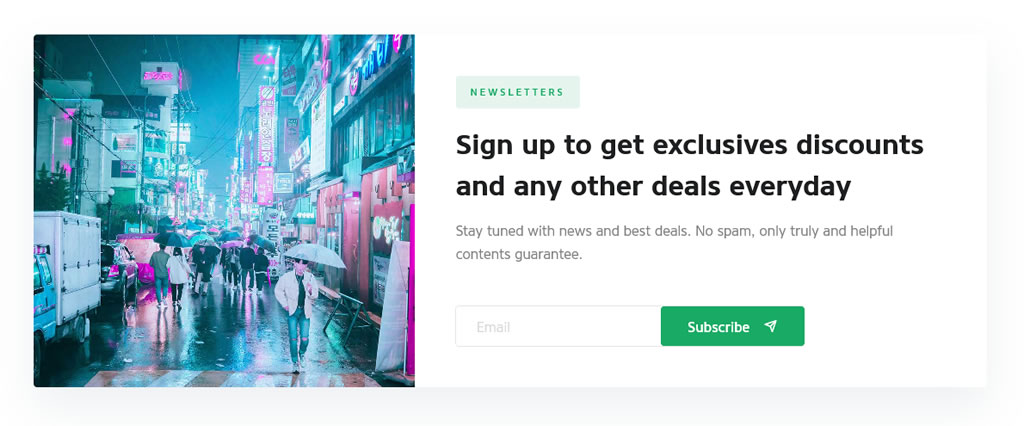 NEWSLETTERS
Sign up to get exclusives discounts
and any other deals everyday
Stay tuned with news and best deals. No spam, only truly and helpful
contents guarantee.
Email
Subscribe